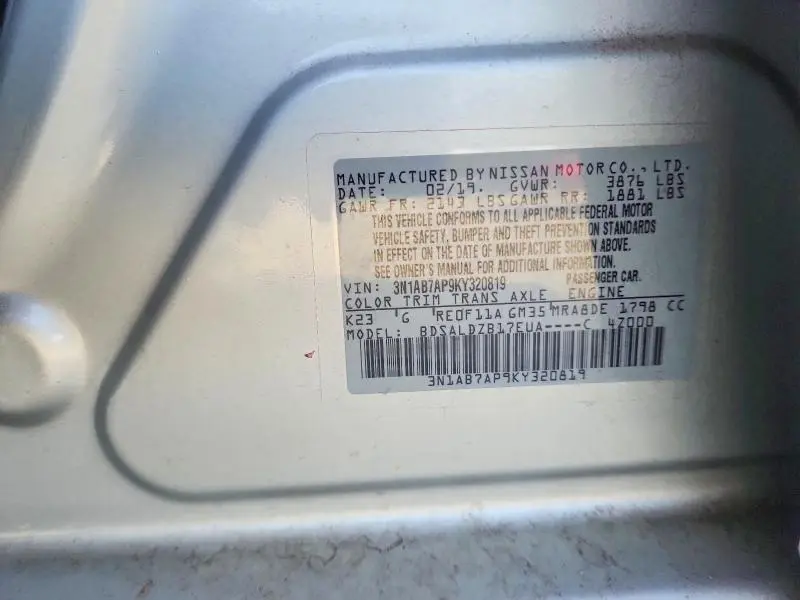 MANUFACTURED BY NISSAN MOTOR CO., LTD.
DATE: 02/19. GVWR: 3876 LBS
GAWR FR: 2143 LBS GAWR RR: 1881 LBS
THIS VEHICLE CONFORMS TO ALL APPLICABLE FEDERAL MOTOR
VEHICLE SAFETY, BUMPER AND THEFT PREVENTION STANDARDS
IN EFFECT ON THE DATE OF MANUFACTURE SHOWN ABOVE.
SEE OWNER'S MANUAL FOR ADDITIONAL INFORMATION.
VIN: 3N1AB7AP9KY320819 PASSENGER CAR.
COLOR TRIM TRANS AXLE ENGINE
K23 'G 'RE0F11A GM35 'MRA8DE 1798 CC
MODEL: BDSALDZB17EUA----C 4Z000
3N1AB7AP9KY320819